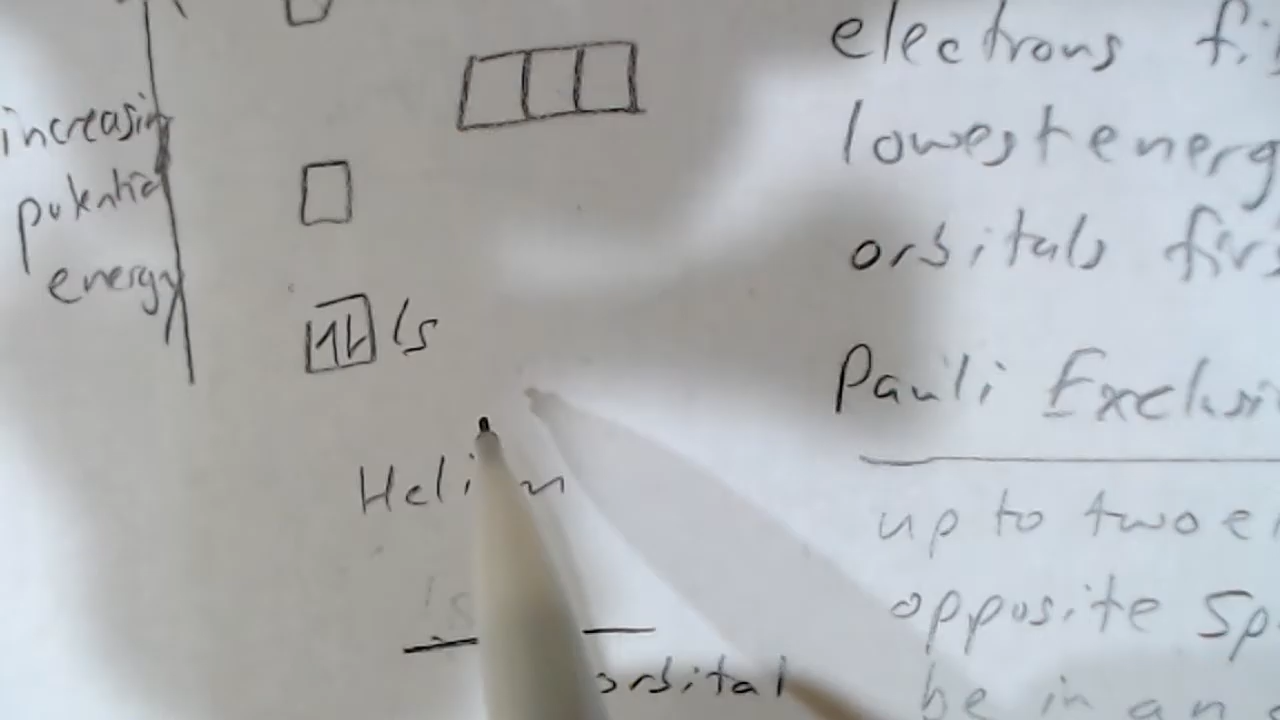 increasing
potential
energy
1s
Helium
1s
orbital
electrons
lowest energ
orbitals firs
Pauli Exclusi
up to two e
opposite Sp
be in an